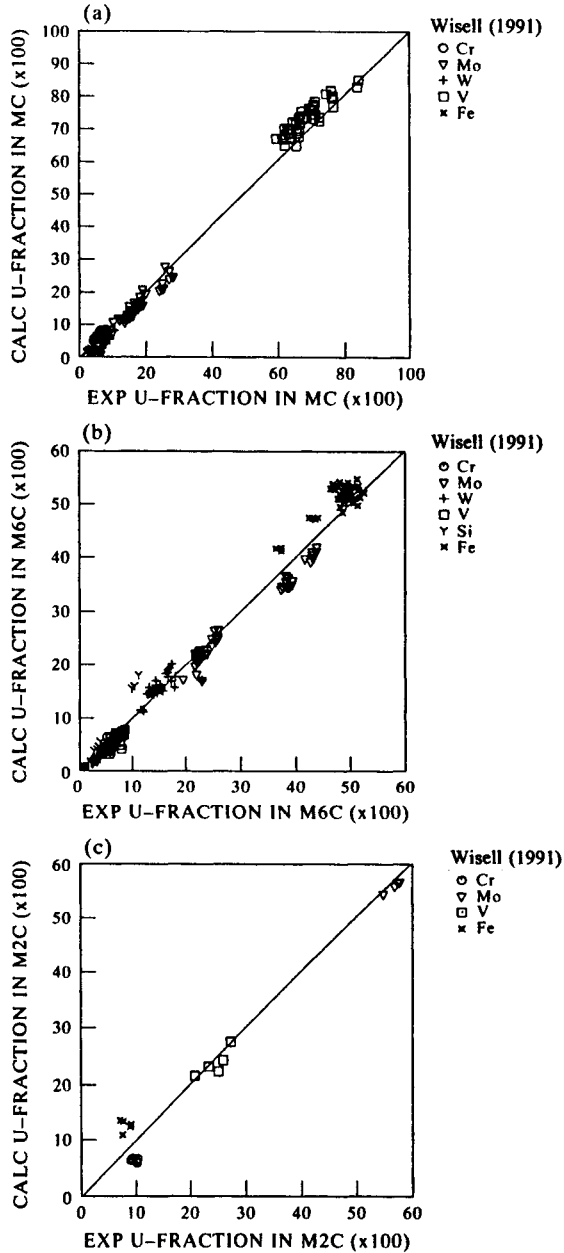 (a)
CALC U-FRACTION IN MC (x100)
100
90
80
70
60
50
40
30
20
10
0
0 20 40 60 80 100
EXP U-FRACTION IN MC (x100)
Wisell (1991)
Cr
Mo
W
V
Fe
(b)
CALC U-FRACTION IN M6C (x100)
60
50
40
30
20
10
0
0 10 20 30 40 50 60
EXP U-FRACTION IN M6C (x100)
Wisell (1991)
Cr
Mo
W
V
Si
Fe
(c)
CALC U-FRACTION IN M2C (x100)
60
50
40
30
20
10
0
0 10 20 30 40 50 60
EXP U-FRACTION IN M2C (x100)
Wisell (1991)
Cr
Mo
V
Fe